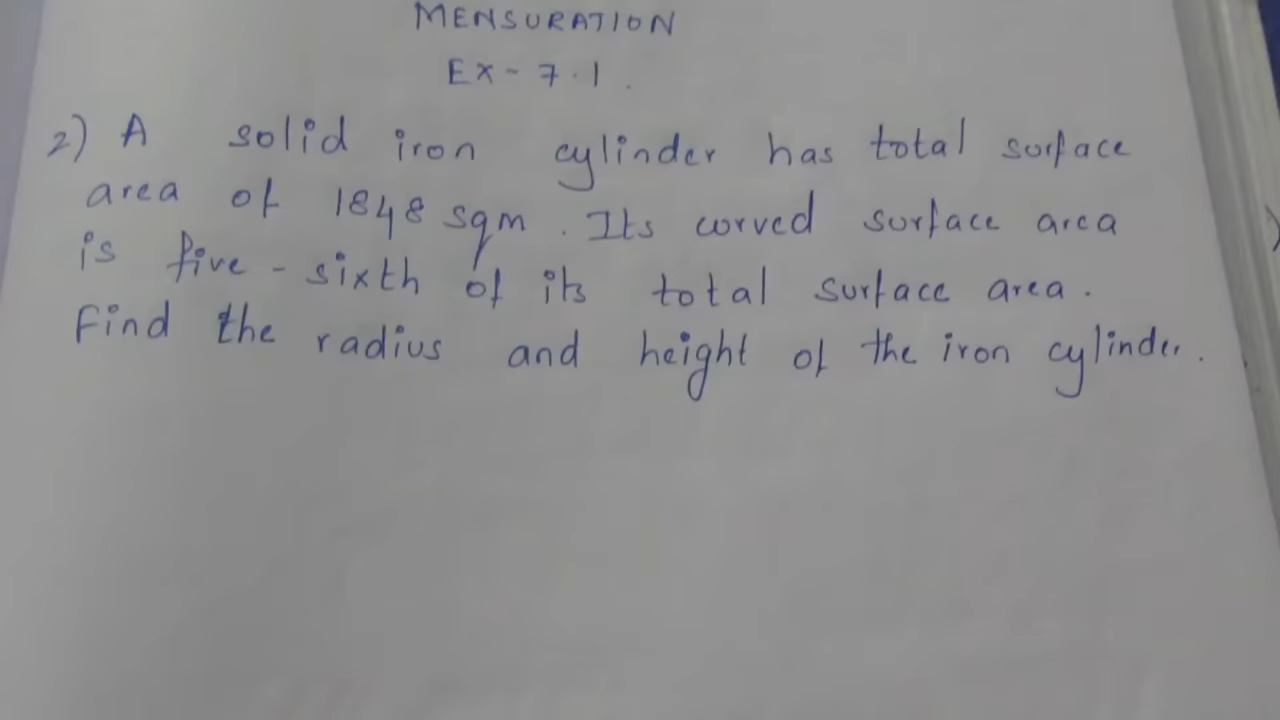 MENSURATION
EX - 7.1.
2) A solid iron cylinder has total surface
area of 1848 sqm. Its corved surface area
is five - sixth of its total surface area.
Find the radius and height of the iron cylinder.